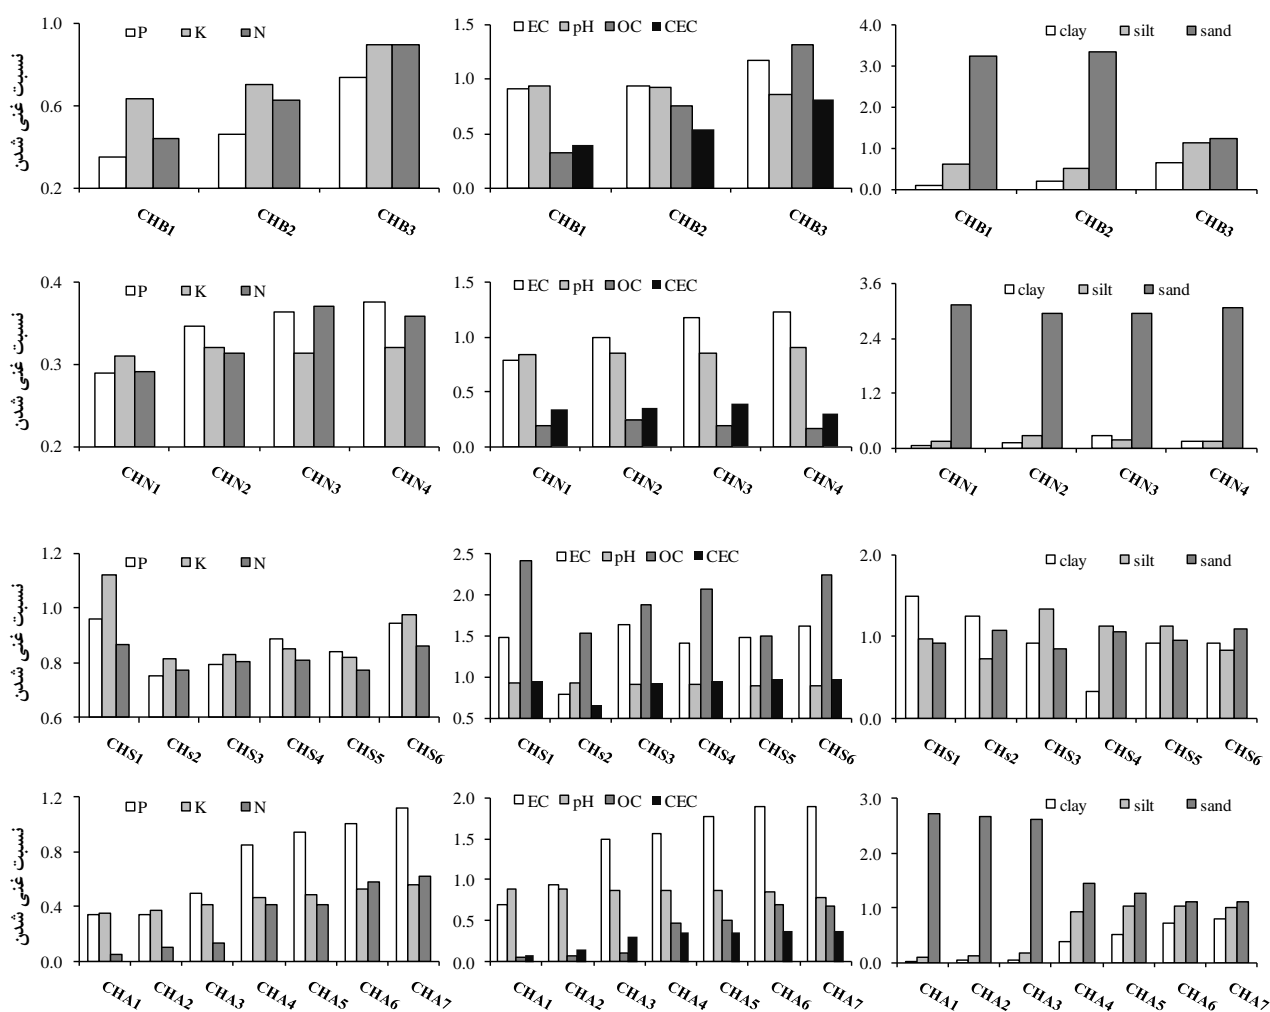 P K N
EC pH OC CEC
clay silt sand
نسبت غنی شدن
1.0
0.6
0.2
CHB1 CHB2 CHB3
1.5
1.0
0.5
0.0
CHB1 CHB2 CHB3
4.0
3.0
2.0
1.0
0.0
CHB1 CHB2 CHB3
P K N
EC pH OC CEC
clay silt sand
نسبت غنی شدن
0.4
0.3
0.2
CHN1 CHN2 CHN3 CHN4
1.5
1.0
0.5
0.0
CHN1 CHN2 CHN3 CHN4
3.6
2.4
1.2
0.0
CHN1 CHN2 CHN3 CHN4
P K N
EC pH OC CEC
clay silt sand
نسبت غنی شدن
1.2
1.0
0.8
0.6
CHS1 CHs2 CHS3 CHS4 CHS5 CHS6
2.5
2.0
1.5
1.0
0.5
CHS1 CHs2 CHS3 CHS4 CHS5 CHS6
2.0
1.0
0.0
CHS1 CHs2 CHS3 CHS4 CHS5 CHS6
P K N
EC pH OC CEC
clay silt sand
نسبت غنی شدن
1.2
0.8
0.4
0.0
CHA1 CHA2 CHA3 CHA4 CHA5 CHA6 CHA7
2.0
1.5
1.0
0.5
0.0
CHA1 CHA2 CHA3 CHA4 CHA5 CHA6 CHA7
3.0
2.0
1.0
0.0
CHA1 CHA2 CHA3 CHA4 CHA5 CHA6 CHA7